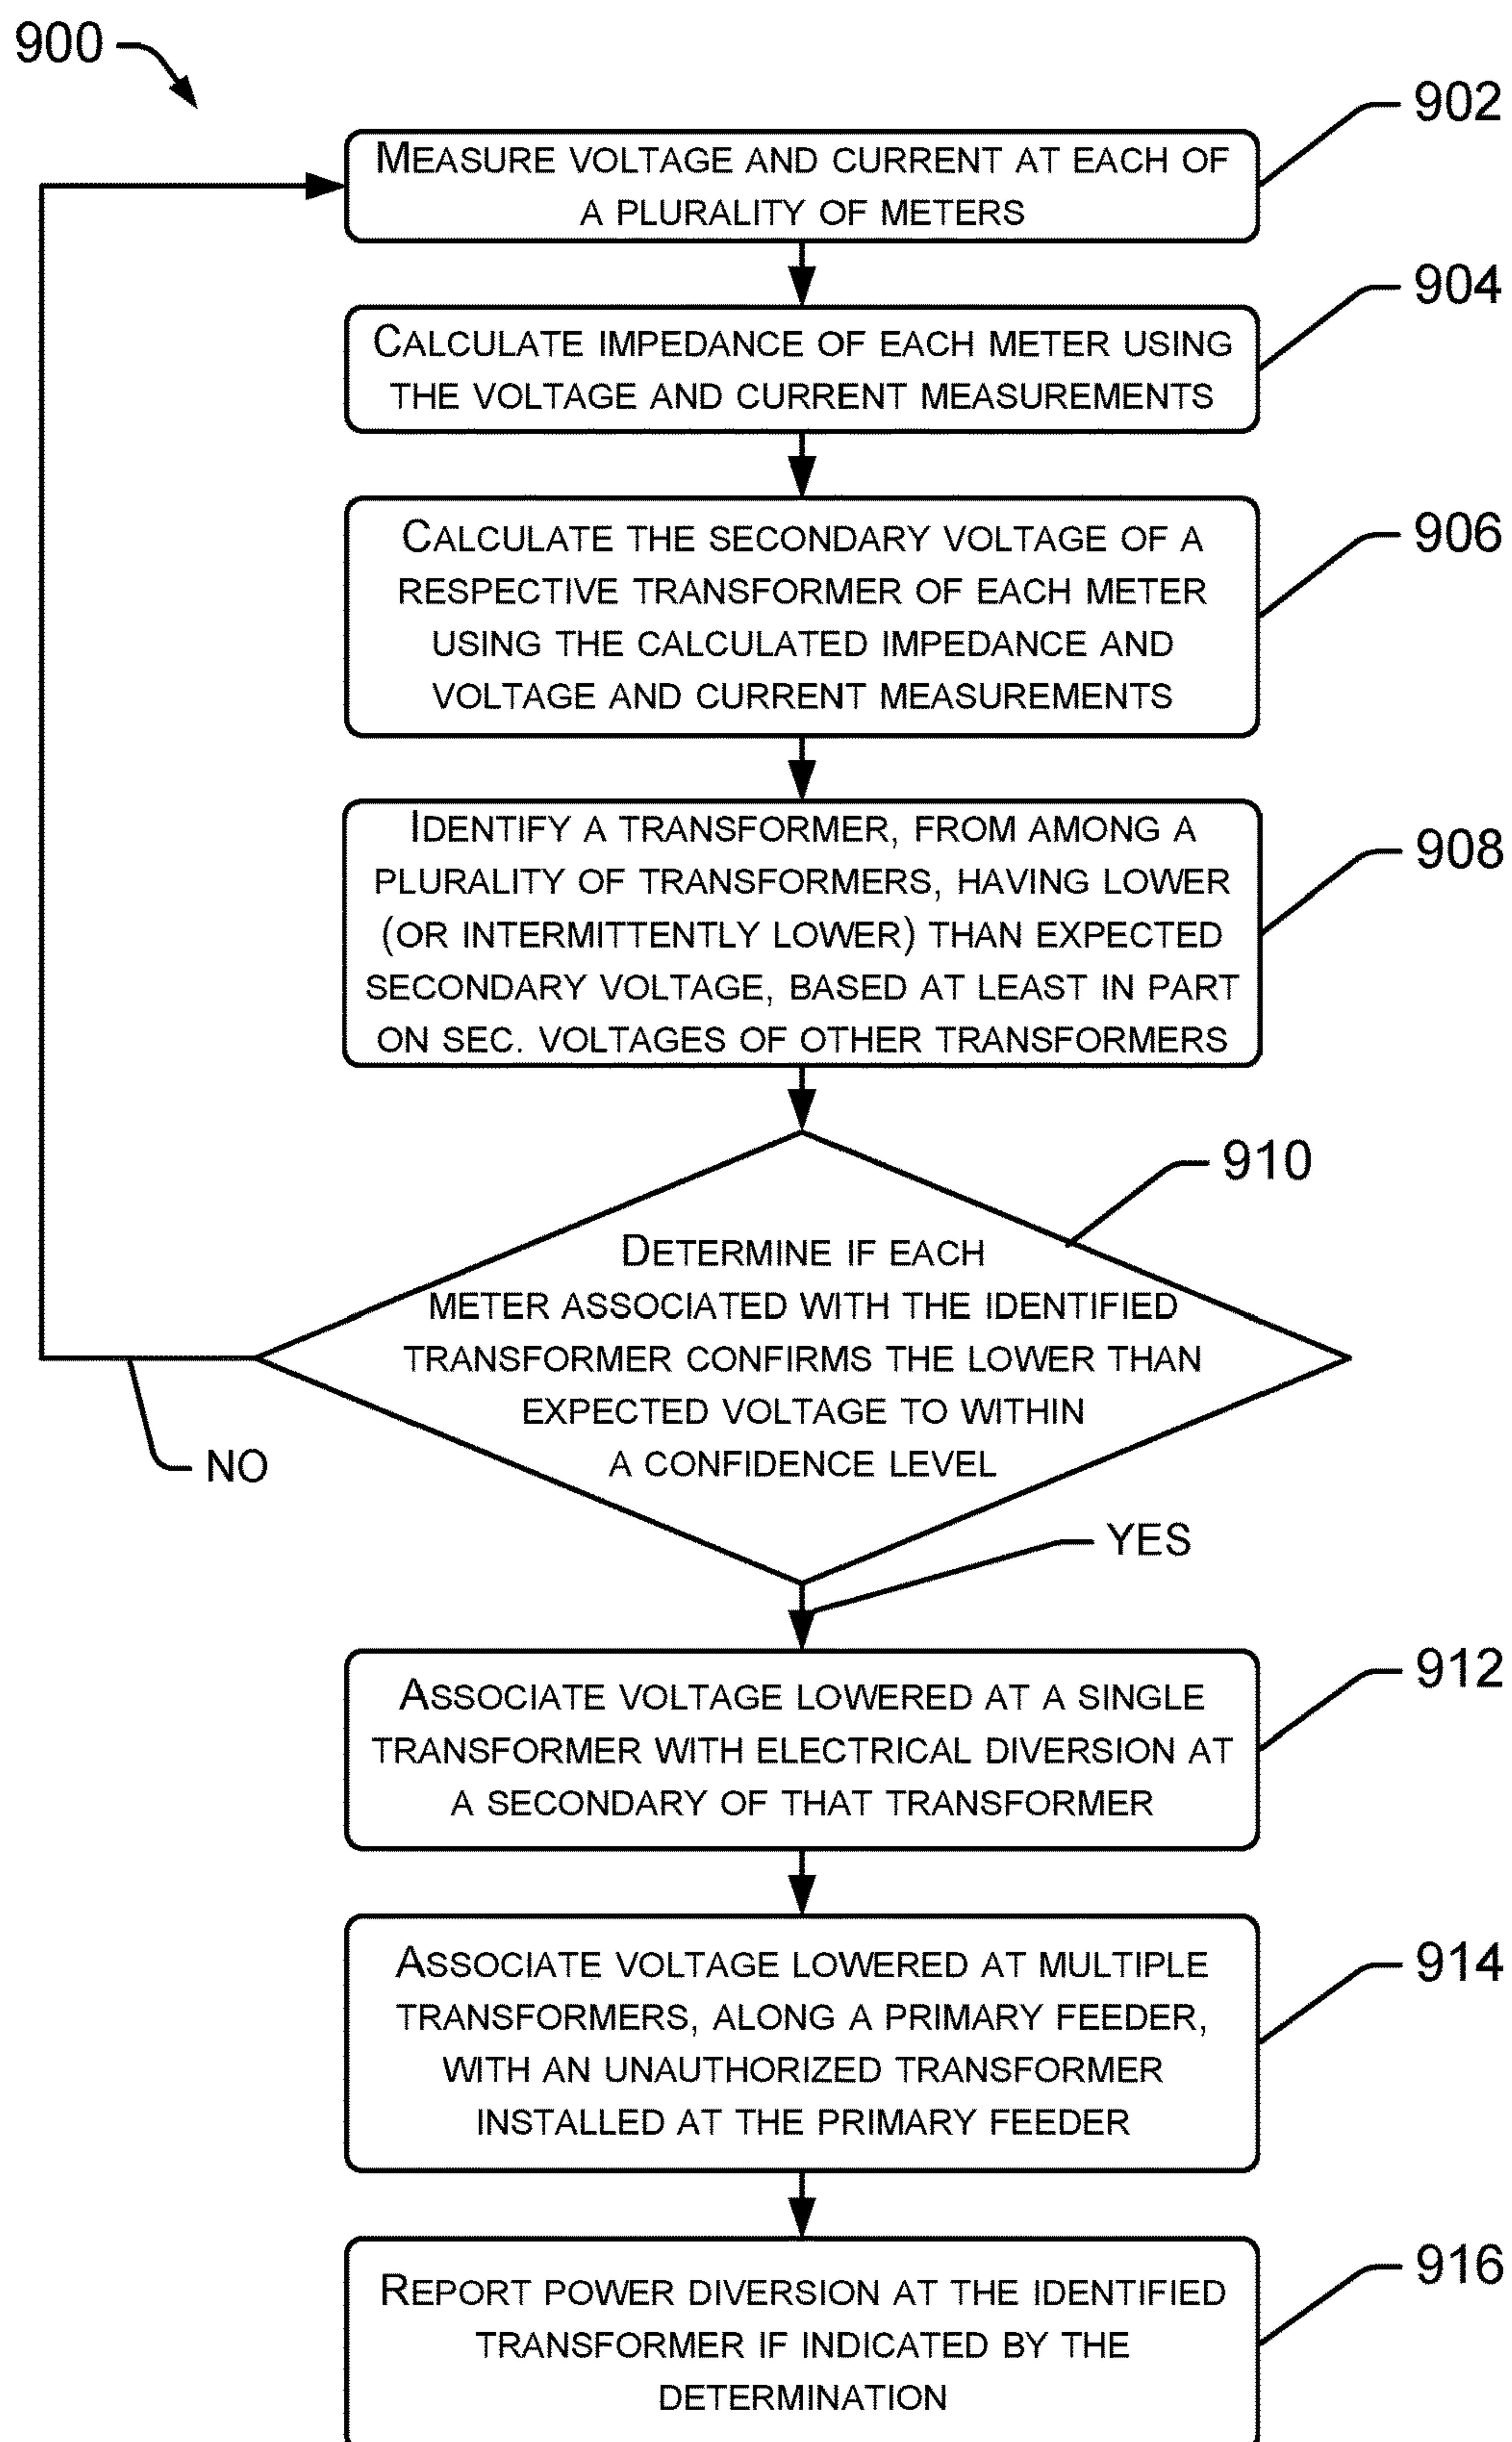 900
902
MEASURE VOLTAGE AND CURRENT AT EACH OF
A PLURALITY OF METERS
904
CALCULATE IMPEDANCE OF EACH METER USING
THE VOLTAGE AND CURRENT MEASUREMENTS
906
CALCULATE THE SECONDARY VOLTAGE OF A
RESPECTIVE TRANSFORMER OF EACH METER
USING THE CALCULATED IMPEDANCE AND
VOLTAGE AND CURRENT MEASUREMENTS
908
IDENTIFY A TRANSFORMER, FROM AMONG A
PLURALITY OF TRANSFORMERS, HAVING LOWER
(OR INTERMITTENTLY LOWER) THAN EXPECTED
SECONDARY VOLTAGE, BASED AT LEAST IN PART
ON SEC. VOLTAGES OF OTHER TRANSFORMERS
910
DETERMINE IF EACH
METER ASSOCIATED WITH THE IDENTIFIED
TRANSFORMER CONFIRMS THE LOWER THAN
EXPECTED VOLTAGE TO WITHIN
A CONFIDENCE LEVEL
NO
YES
912
ASSOCIATE VOLTAGE LOWERED AT A SINGLE
TRANSFORMER WITH ELECTRICAL DIVERSION AT
A SECONDARY OF THAT TRANSFORMER
914
ASSOCIATE VOLTAGE LOWERED AT MULTIPLE
TRANSFORMERS, ALONG A PRIMARY FEEDER,
WITH AN UNAUTHORIZED TRANSFORMER
INSTALLED AT THE PRIMARY FEEDER
916
REPORT POWER DIVERSION AT THE IDENTIFIED
TRANSFORMER IF INDICATED BY THE
DETERMINATION